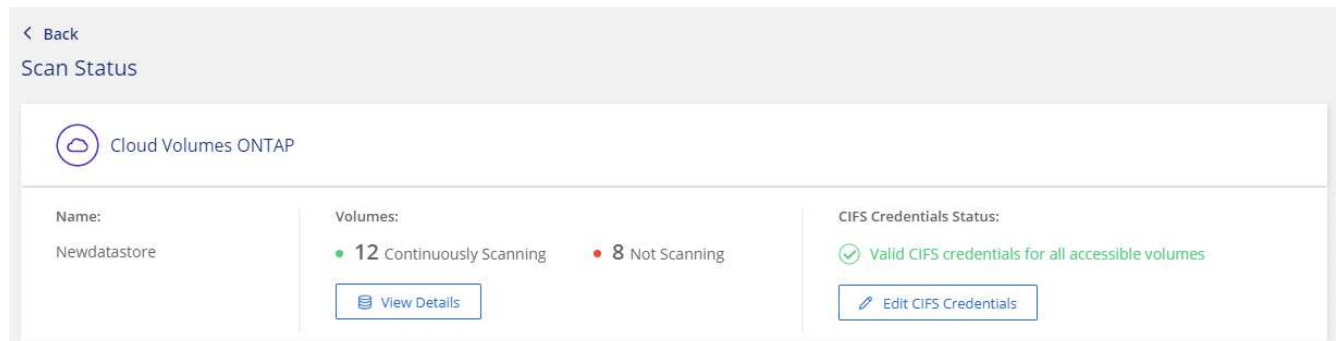 Back
Scan Status
Cloud Volumes ONTAP
Name:
Newdatastore
Volumes:
12 Continuously Scanning
8 Not Scanning
View Details
CIFS Credentials Status:
Valid CIFS credentials for all accessible volumes
Edit CIFS Credentials